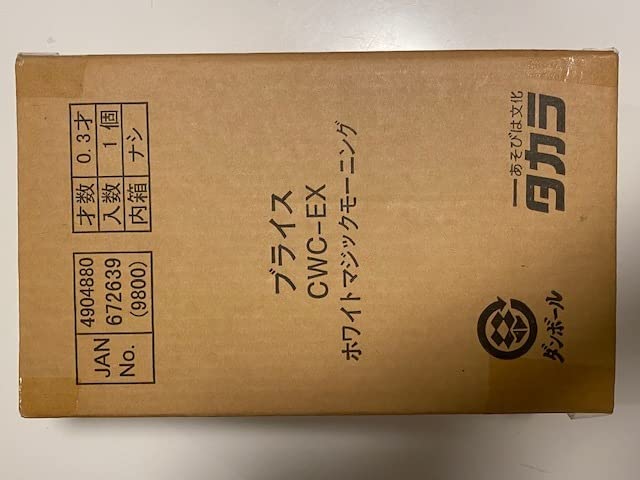 JAN No.
4904880
672639
(9800)
才数 0.3才
入数 1個
内箱 ナシ
ブライス
CWC-EX
ホワイトマジックモーニング
ダンボール
—あそびは文化
タカラ